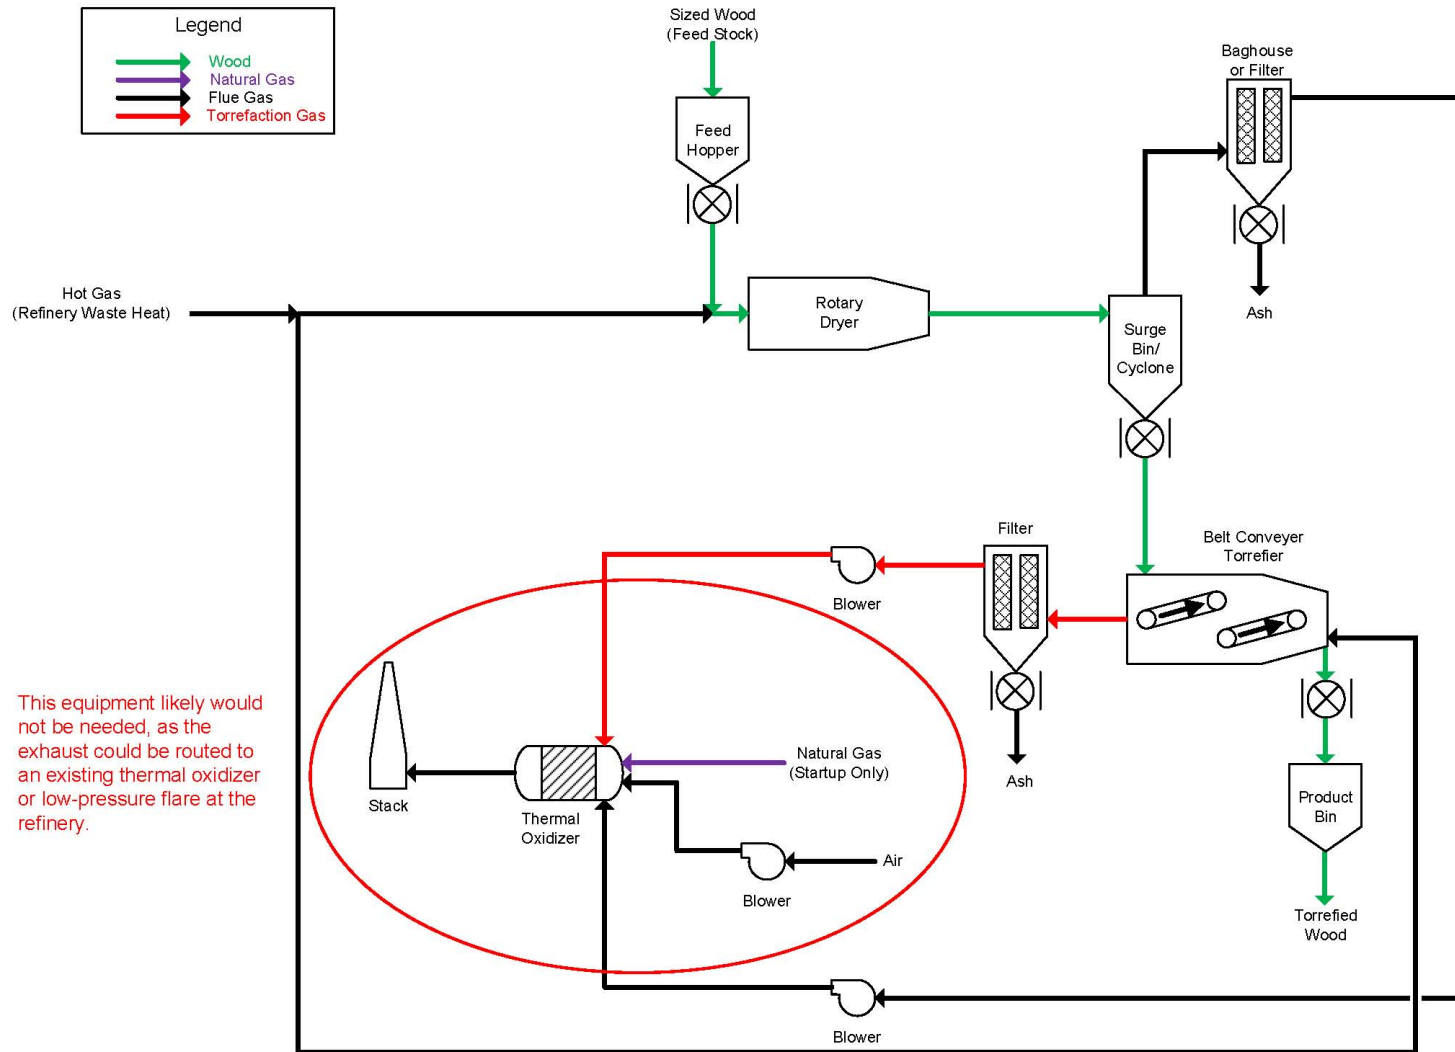 Legend
Wood
Natural Gas
Flue Gas
Torrefaction Gas
Sized Wood
(Feed Stock)
Baghouse
or Filter
Feed
Hopper
Hot Gas
(Refinery Waste Heat)
Rotary
Dryer
Ash
Surge
Bin/
Cyclone
Filter
Belt Conveyer
Torrefier
Blower
This equipment likely would
not be needed, as the
exhaust could be routed to
an existing thermal oxidizer
or low-pressure flare at the
refinery.
Natural Gas
(Startup Only)
Ash
Stack
Thermal
Oxidizer
Product
Bin
Air
Blower
Torrefied
Wood
Blower